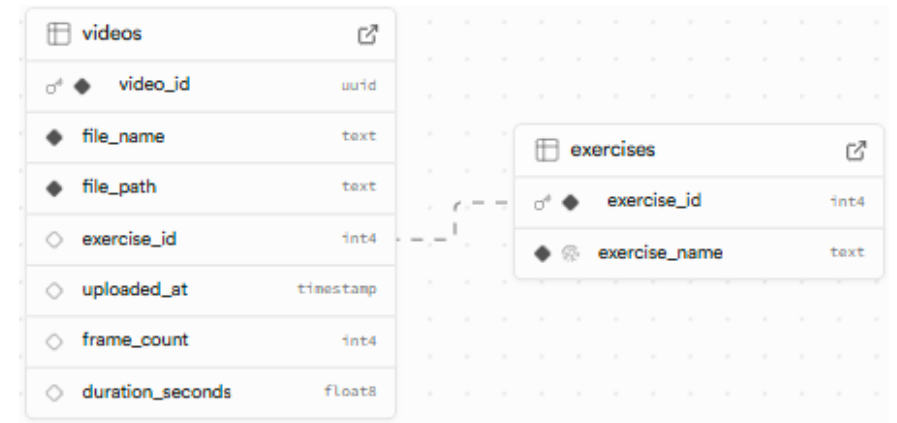 videos
video_id uuid
file_name text
file_path text
exercise_id int4
uploaded_at timestamp
frame_count int4
duration_seconds float8
exercises
exercise_id int4
exercise_name text